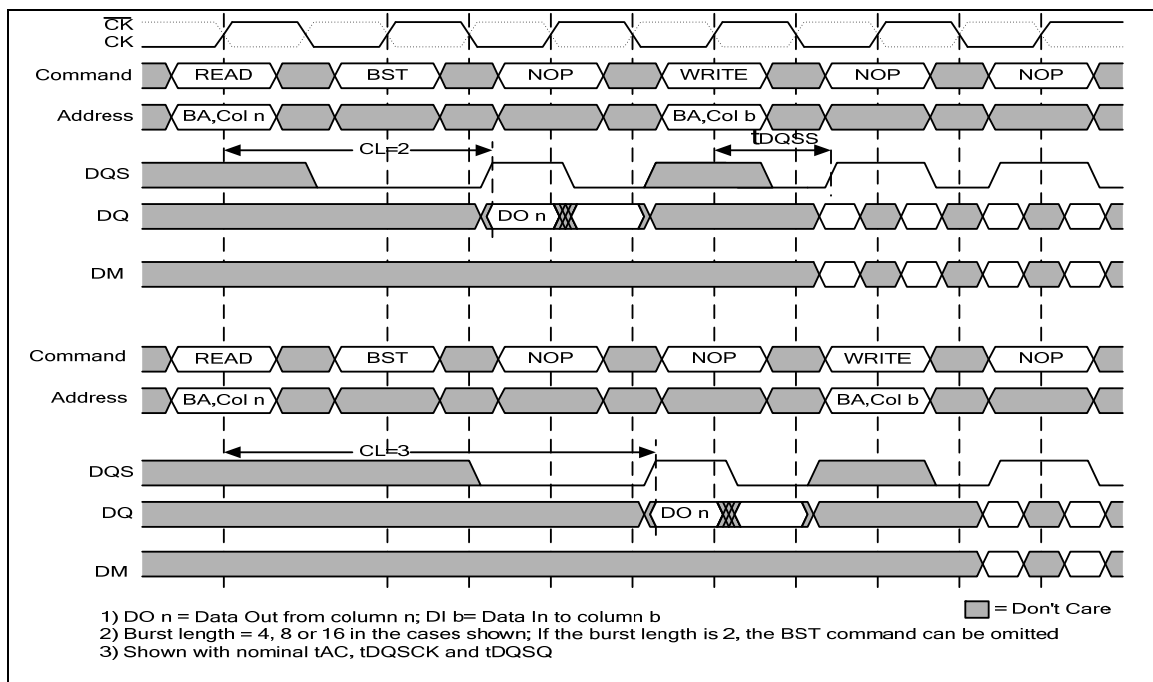 CK
CK
Command READ BST NOP WRITE NOP NOP
Address BA,Col n BA,Col b
CL=2 tDQSS
DQS
DQ DO n
DM
Command READ BST NOP NOP WRITE NOP
Address BA,Col n BA,Col b
CL=3
DQS
DQ DO n
DM
1) DO n = Data Out from column n; DI b= Data In to column b
= Don't Care
2) Burst length = 4, 8 or 16 in the cases shown; If the burst length is 2, the BST command can be omitted
3) Shown with nominal tAC, tDQSCK and tDQSQ